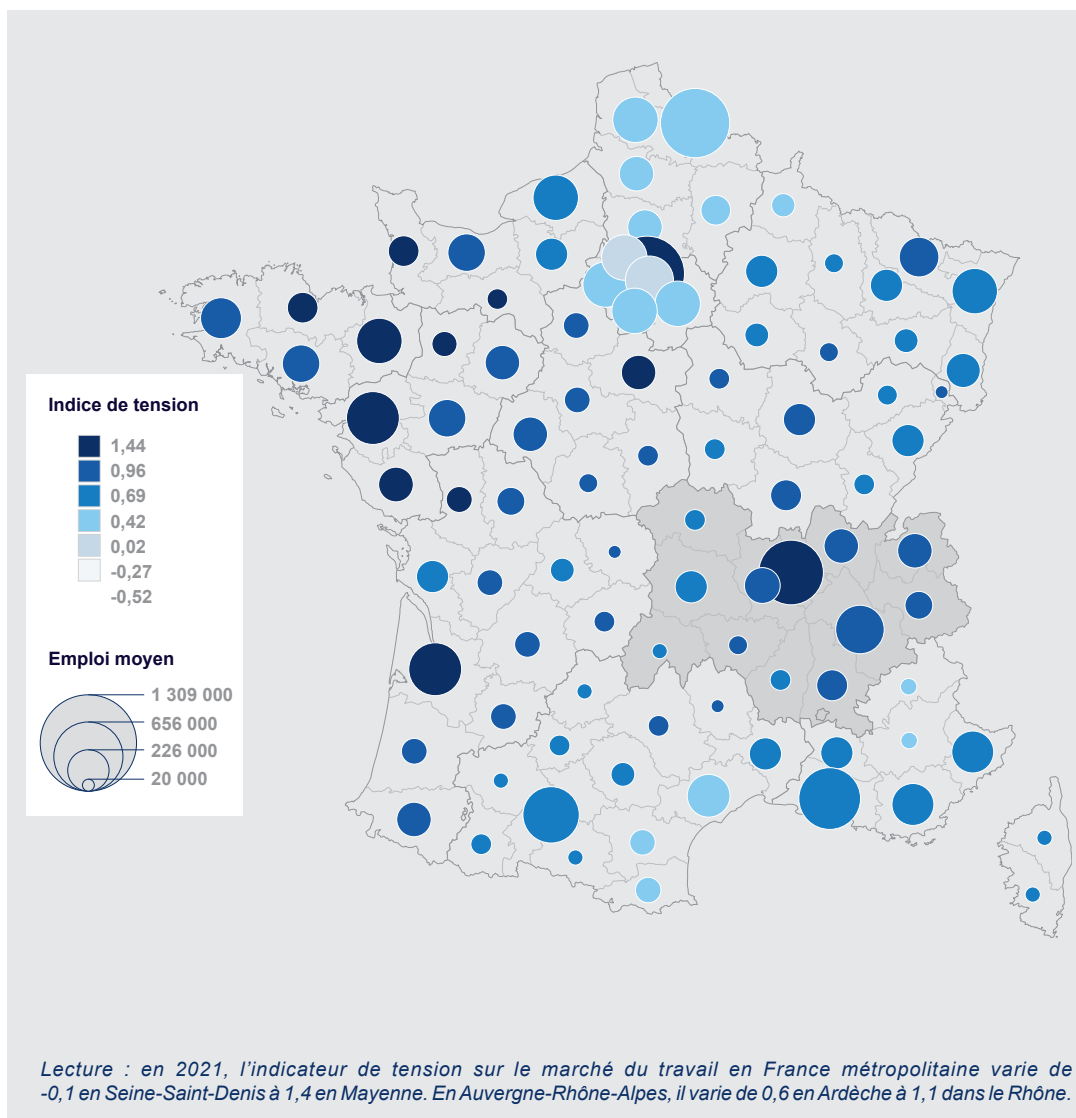 Indice de tension
1,44
0,96
0,69
0,42
0,02
-0,27
-0,52
Emploi moyen
1 309 000
656 000
226 000
20 000
Lecture : en 2021, l'indicateur de tension sur le marché du travail en France métropolitaine varie de
-0,1 en Seine-Saint-Denis à 1,4 en Mayenne. En Auvergne-Rhône-Alpes, il varie de 0,6 en Ardèche à 1,1 dans le Rhône.